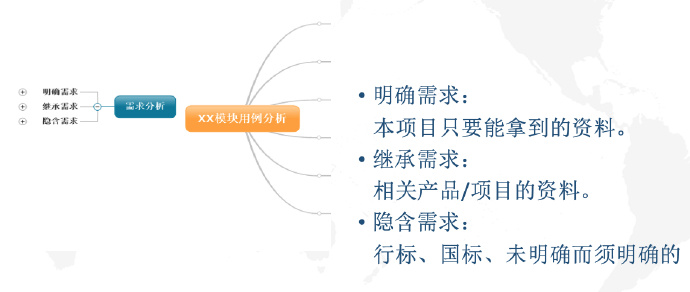 明确需求
继承需求
隐含需求
需求分析
XX模块用例分析
• 明确需求：
本项目只要能拿到的资料。
• 继承需求：
相关产品/项目的资料。
• 隐含需求：
行标、国标、未明确而须明确的